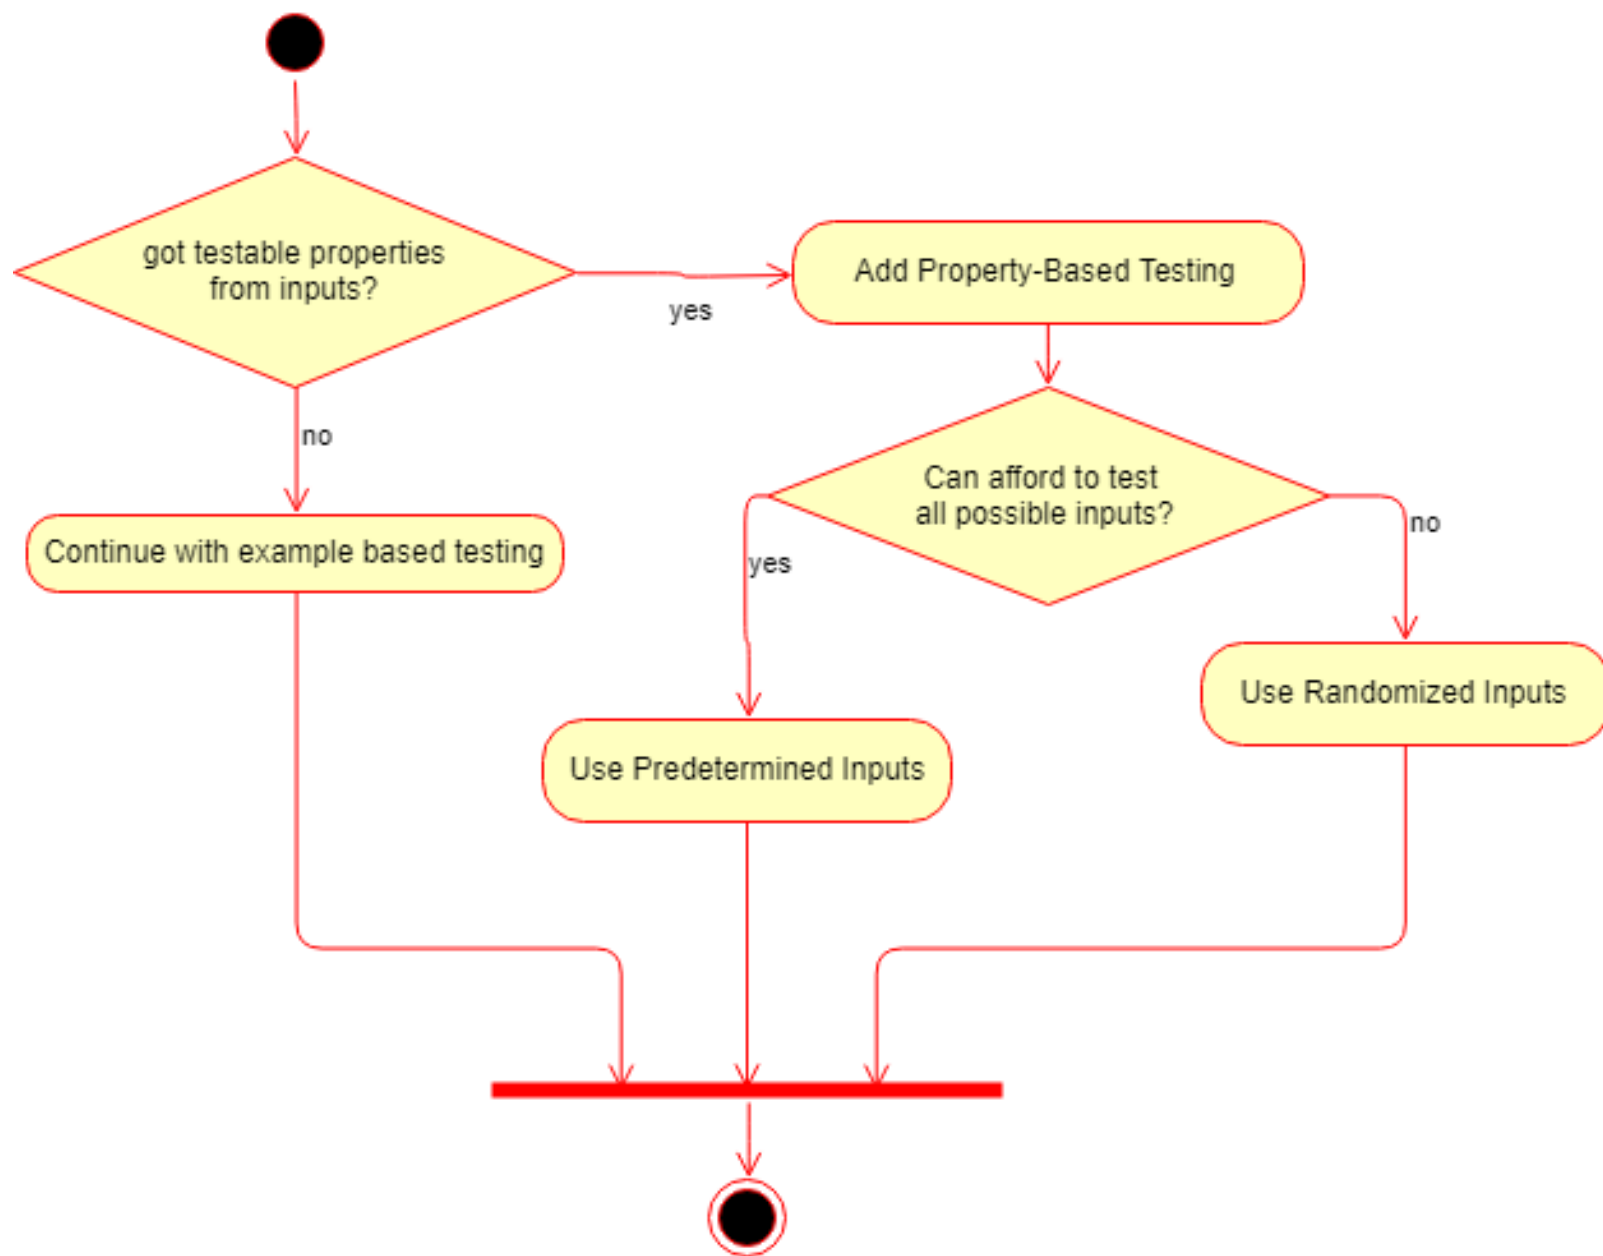 got testable properties
from inputs?
yes
Add Property-Based Testing
no
Continue with example based testing
Can afford to test
all possible inputs?
yes
no
Use Predetermined Inputs
Use Randomized Inputs